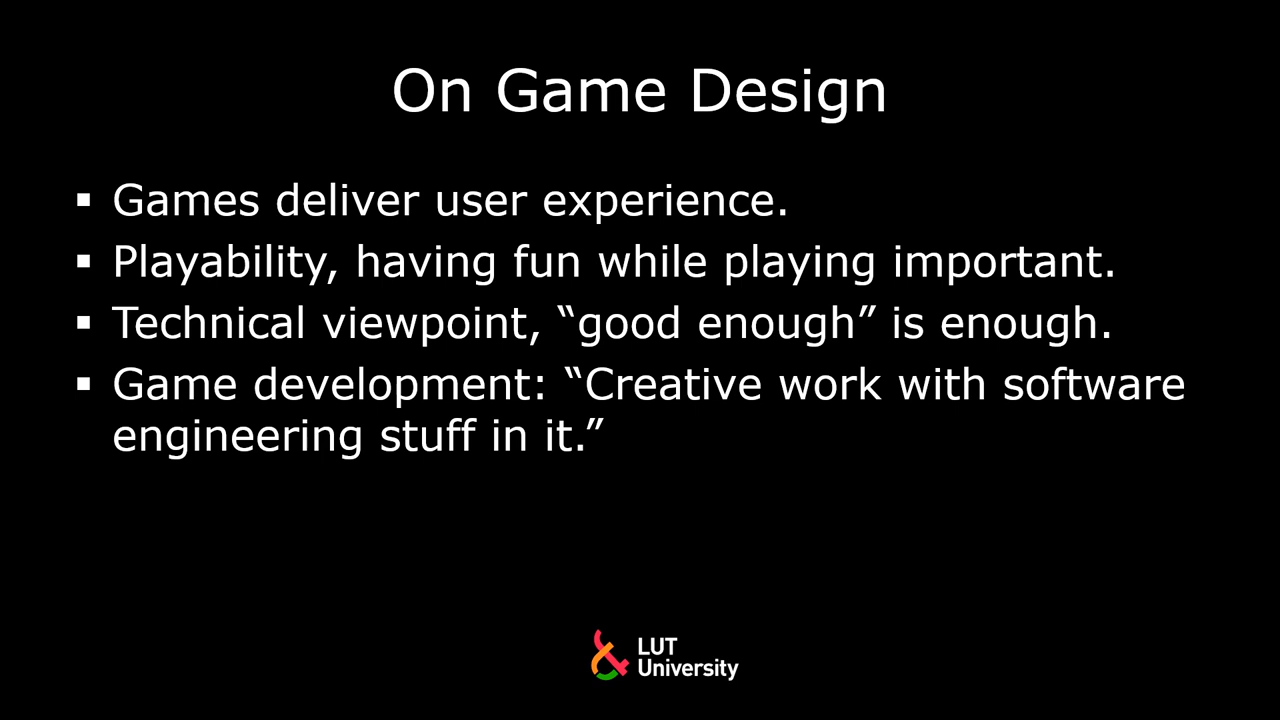 On Game Design
▪ Games deliver user experience.
▪ Playability, having fun while playing important.
▪ Technical viewpoint, “good enough” is enough.
▪ Game development: “Creative work with software
engineering stuff in it.”
LUT
University